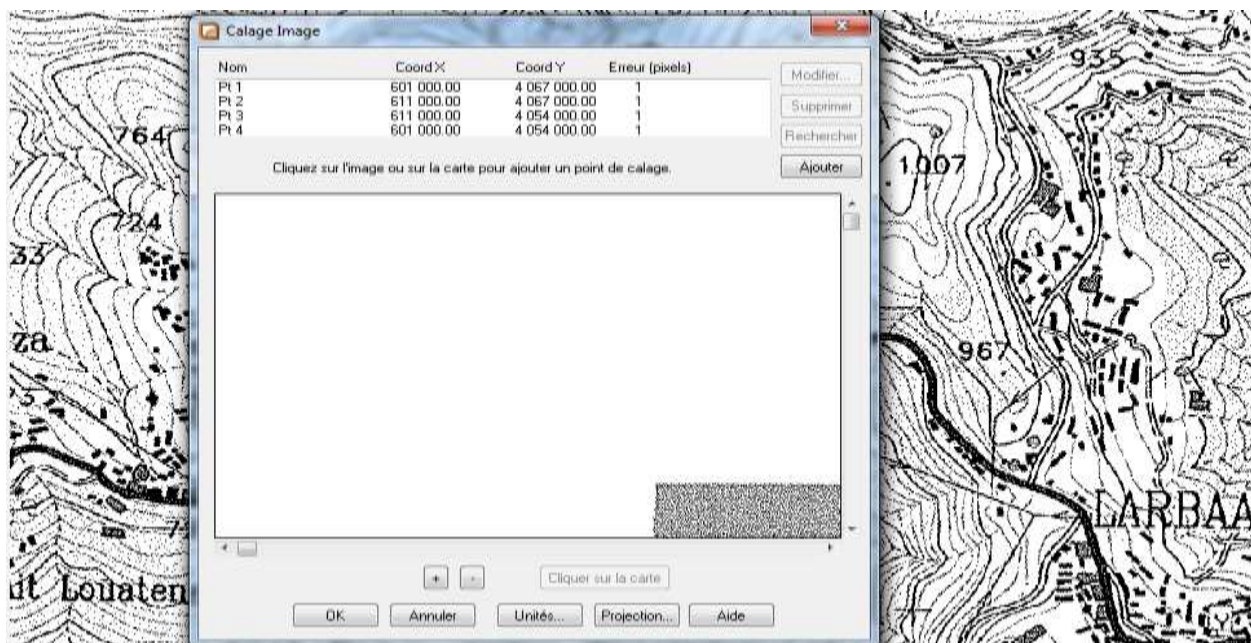 Calage Image
Nom Coord X Coord Y Erreur (pixels)
Pt 1 601 000.00 4 067 000.00 1
Pt 2 611 000.00 4 067 000.00 1
Pt 3 611 000.00 4 054 000.00 1
Pt 4 601 000.00 4 054 000.00 1
Modifier...
Supprimer
Rechercher
Ajouter
Cliquez sur l'image ou sur la carte pour ajouter un point de calage.
+ - Cliquer sur la carte
OK Annuler Unités... Projection... Aide
935
764
1007
724
33
za
967
LARBAA
it Louaten